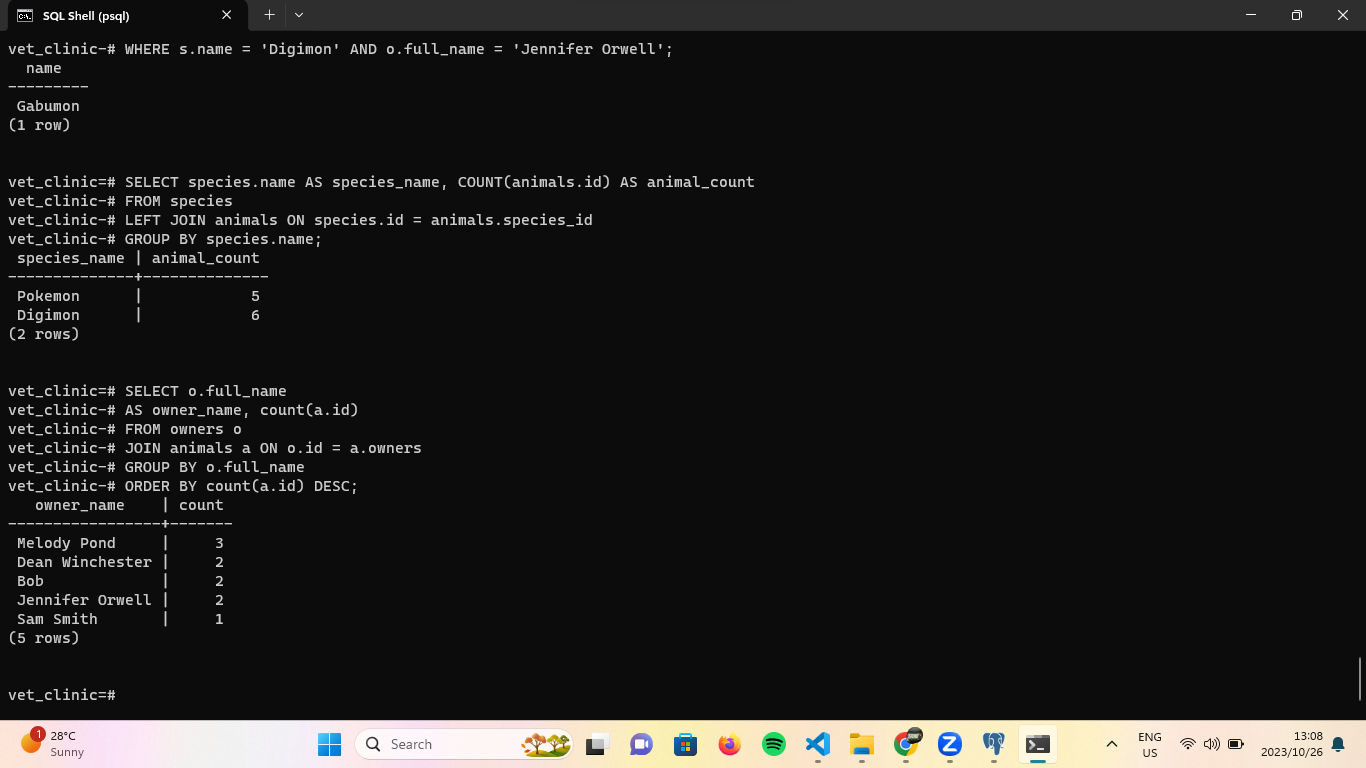 SQL Shell (psql)
vet_clinic-# WHERE s.name = 'Digimon' AND o.full_name = 'Jennifer Orwell';
name
---------
Gabumon
(1 row)
vet_clinic=# SELECT species.name AS species_name, COUNT(animals.id) AS animal_count
vet_clinic-# FROM species
vet_clinic-# LEFT JOIN animals ON species.id = animals.species_id
vet_clinic-# GROUP BY species.name;
species_name | animal_count
--------------+--------------
Pokemon | 5
Digimon | 6
(2 rows)
vet_clinic=# SELECT o.full_name
vet_clinic-# AS owner_name, count(a.id)
vet_clinic-# FROM owners o
vet_clinic-# JOIN animals a ON o.id = a.owners
vet_clinic-# GROUP BY o.full_name
vet_clinic-# ORDER BY count(a.id) DESC;
owner_name | count
-----------------+-------
Melody Pond | 3
Dean Winchester | 2
Bob | 2
Jennifer Orwell | 2
Sam Smith | 1
(5 rows)
vet_clinic=#
1
28°C
Sunny
Search
ENG
US
13:08
2023/10/26